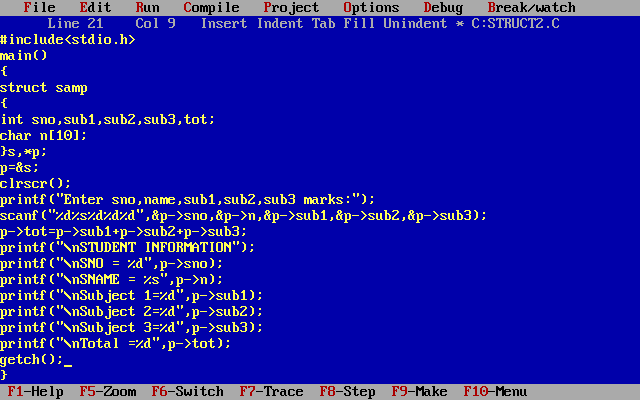 File Edit Run Compile Project Options Debug Break/watch
Line 21 Col 9 Insert Indent Tab Fill Unindent * C:STRUCT2.C
#include<stdio.h>
main()
{
struct samp
{
int sno,sub1,sub2,sub3,tot;
char n[10];
}s,*p;
p=&s;
clrscr();
printf("Enter sno,name,sub1,sub2,sub3 marks:");
scanf("%d%s%d%d%d",&p->sno,&p->n,&p->sub1,&p->sub2,&p->sub3);
p->tot=p->sub1+p->sub2+p->sub3;
printf("\nSTUDENT INFORMATION");
printf("\nSNO = %d",p->sno);
printf("\nSNAME = %s",p->n);
printf("\nSubject 1=%d",p->sub1);
printf("\nSubject 2=%d",p->sub2);
printf("\nSubject 3=%d",p->sub3);
printf("\nTotal =%d",p->tot);
getch();
}
F1-Help F5-Zoom F6-Switch F7-Trace F8-Step F9-Make F10-Menu